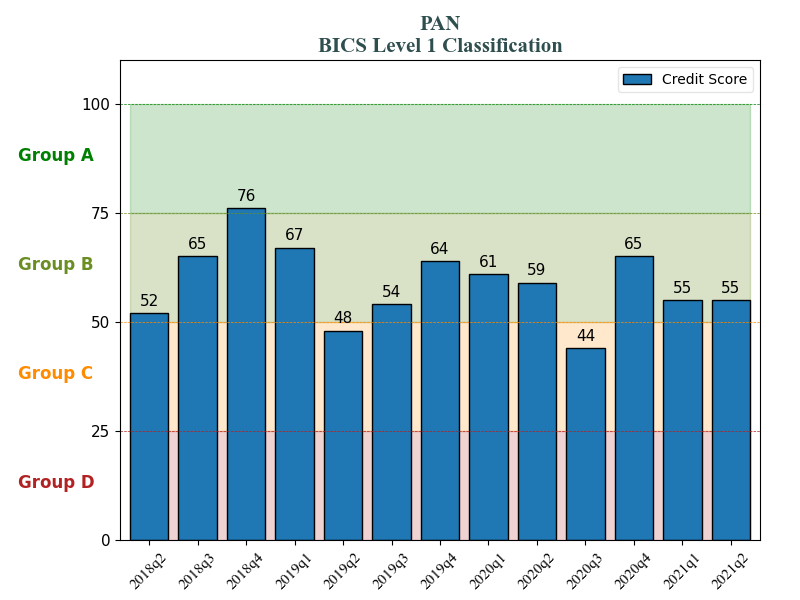 PAN
BICS Level 1 Classification
Credit Score
100
Group A
75
Group B
50
Group C
25
Group D
0
52
65
76
67
48
54
64
61
59
44
65
55
55
2018q2
2018q3
2018q4
2019q1
2019q2
2019q3
2019q4
2020q1
2020q2
2020q3
2020q4
2021q1
2021q2